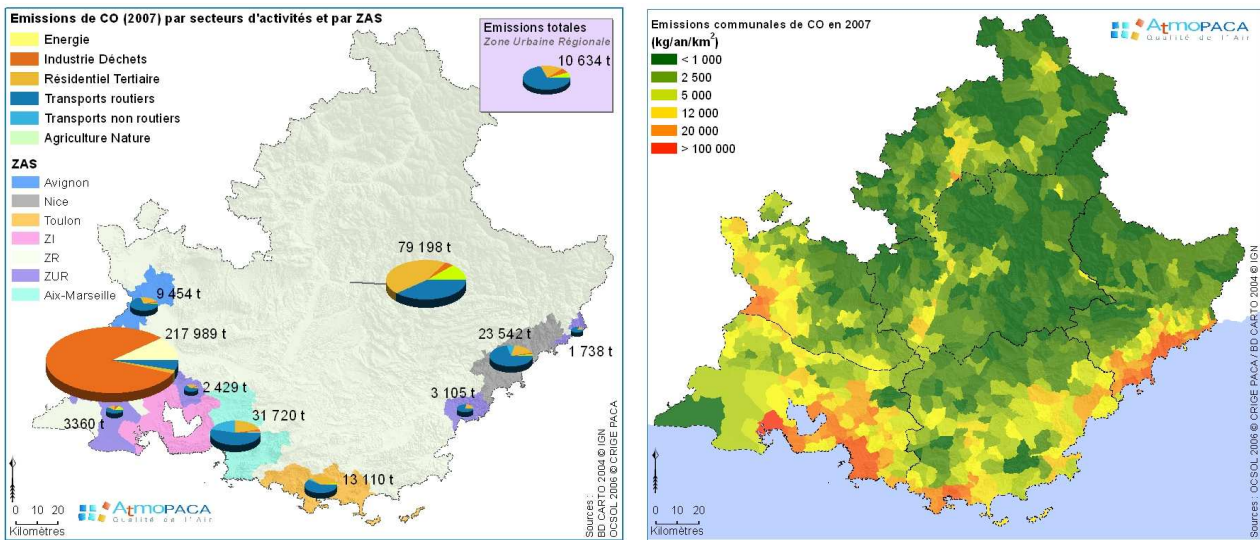 Emissions de CO (2007) par secteurs d'activités et par ZAS
Energie
Industrie Déchets
Résidentiel Tertiaire
Transports routiers
Transports non routiers
Agriculture Nature
ZAS
Avignon
Nice
Toulon
ZI
ZR
ZUR
Aix-Marseille
Emissions totales
Zone Urbaine Régionale
10 634 t
79 198 t
9 454 t
217 989 t
23 542 t
1 738 t
2 429 t
3 105 t
3360 t
31 720 t
13 110 t
0 10 20
Kilomètres
AtmoPACA
Qualité de l'Air
Sources :
BD CARTO 2004 © IGN
OCSOL 2006 © CRIGE PACA
Emissions communales de CO en 2007
(kg/an/km²)
< 1 000
2 500
5 000
12 000
20 000
> 100 000
AtmoPACA
Qualité de l'Air
0 10 20
Kilomètres
Sources : OCSOL 2006 © CRIGE PACA / BD CARTO 2004 © IGN